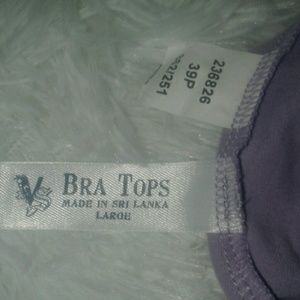 VS BRA TOPS
MADE IN SRI LANKA
LARGE
236826
39P